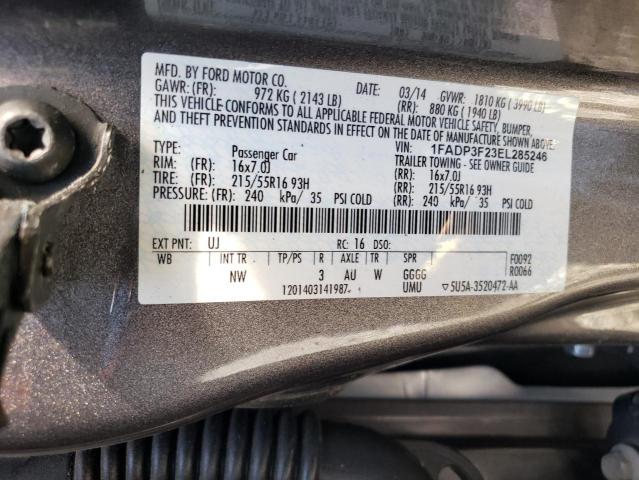 MFD. BY FORD MOTOR CO.
DATE: 03/14 GVWR: 1810 KG ( 3990 LB)
GAWR: (FR): 972 KG ( 2143 LB) (RR): 880 KG ( 1940 LB)
THIS VEHICLE CONFORMS TO ALL APPLICABLE FEDERAL MOTOR VEHICLE SAFETY, BUMPER,
AND THEFT PREVENTION STANDARDS IN EFFECT ON THE DATE OF MANUFACTURE SHOWN ABOVE.
VIN: 1FADP3F23EL285246
TYPE: Passenger Car TRAILER TOWING - SEE OWNER GUIDE
RIM: (FR): 16x7.0J (RR): 16x7.0J
TIRE: (FR): 215/55R16 93H (RR): 215/55R16 93H
PRESSURE: (FR): 240 kPa/ 35 PSI COLD (RR): 240 kPa/ 35 PSI COLD
EXT PNT: UJ RC: 16 DSO:
WB INT TR TP/PS R AXLE TR SPR F0092
NW 3 AU W GGGG R0066
1201403141987 UMU ▽5U5A-3520472-AA